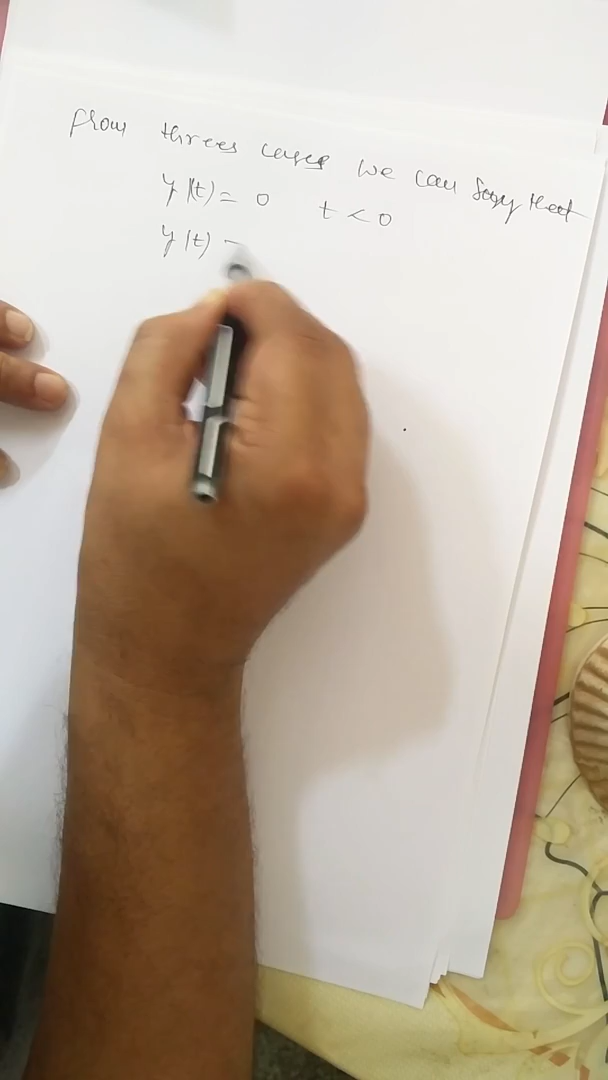 From threes cases we can say that
y(t) = 0 t < 0
y(t) =